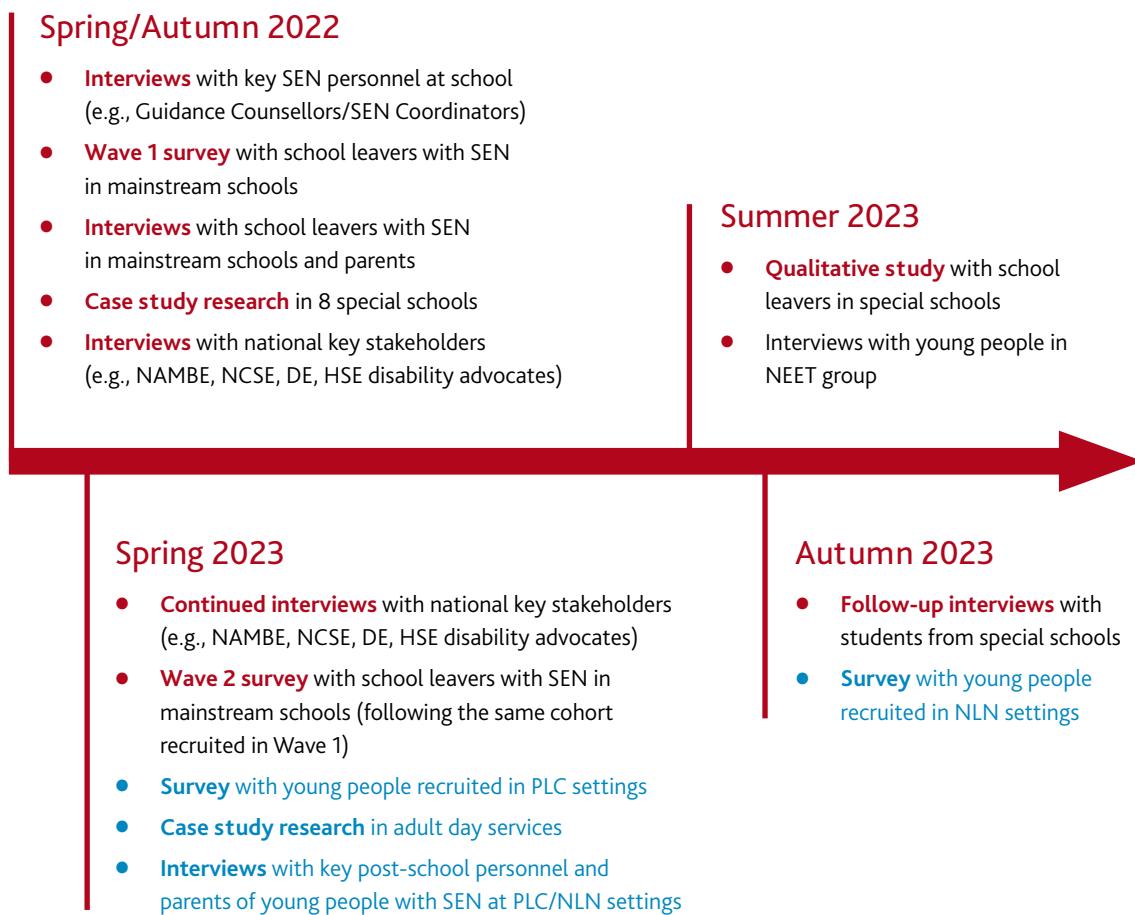 Spring/Autumn 2022
• Interviews with key SEN personnel at school
(e.g., Guidance Counsellors/SEN Coordinators)
• Wave 1 survey with school leavers with SEN
in mainstream schools
• Interviews with school leavers with SEN
in mainstream schools and parents
• Case study research in 8 special schools
• Interviews with national key stakeholders
(e.g., NAMBE, NCSE, DE, HSE disability advocates)
Summer 2023
• Qualitative study with school
leavers in special schools
• Interviews with young people in
NEET group
Spring 2023
• Continued interviews with national key stakeholders
(e.g., NAMBE, NCSE, DE, HSE disability advocates)
• Wave 2 survey with school leavers with SEN in
mainstream schools (following the same cohort
recruited in Wave 1)
• Survey with young people recruited in PLC settings
• Case study research in adult day services
• Interviews with key post-school personnel and
parents of young people with SEN at PLC/NLN settings
Autumn 2023
• Follow-up interviews with
students from special schools
• Survey with young people
recruited in NLN settings